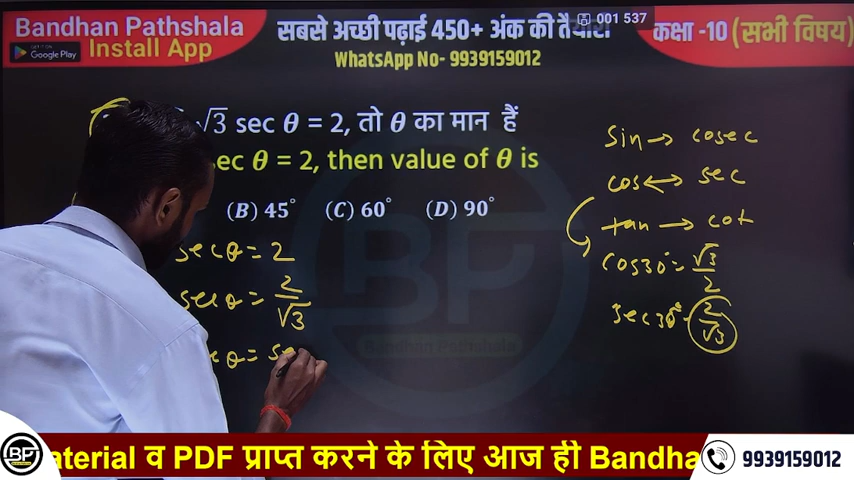 Bandhan Pathshala
GET IT ON
Google Play
Install App
सबसे अच्छी पढ़ाई 450+ अंक की तैयारी
001 537
WhatsApp No- 9939159012
कक्षा -10 (सभी विषय)
√3 sec θ = 2, तो θ का मान हैं
sec θ = 2, then value of θ is
(B) 45° (C) 60° (D) 90°
secθ = 2
secθ = 2/√3
θ = se
sin → cosec
cos ↔ sec
tan → cot
cos30° = √3/2
sec30° = 2/√3
BP
Bandhan Pathshala
BP
aterial व PDF प्राप्त करने के लिए आज ही Bandha
9939159012